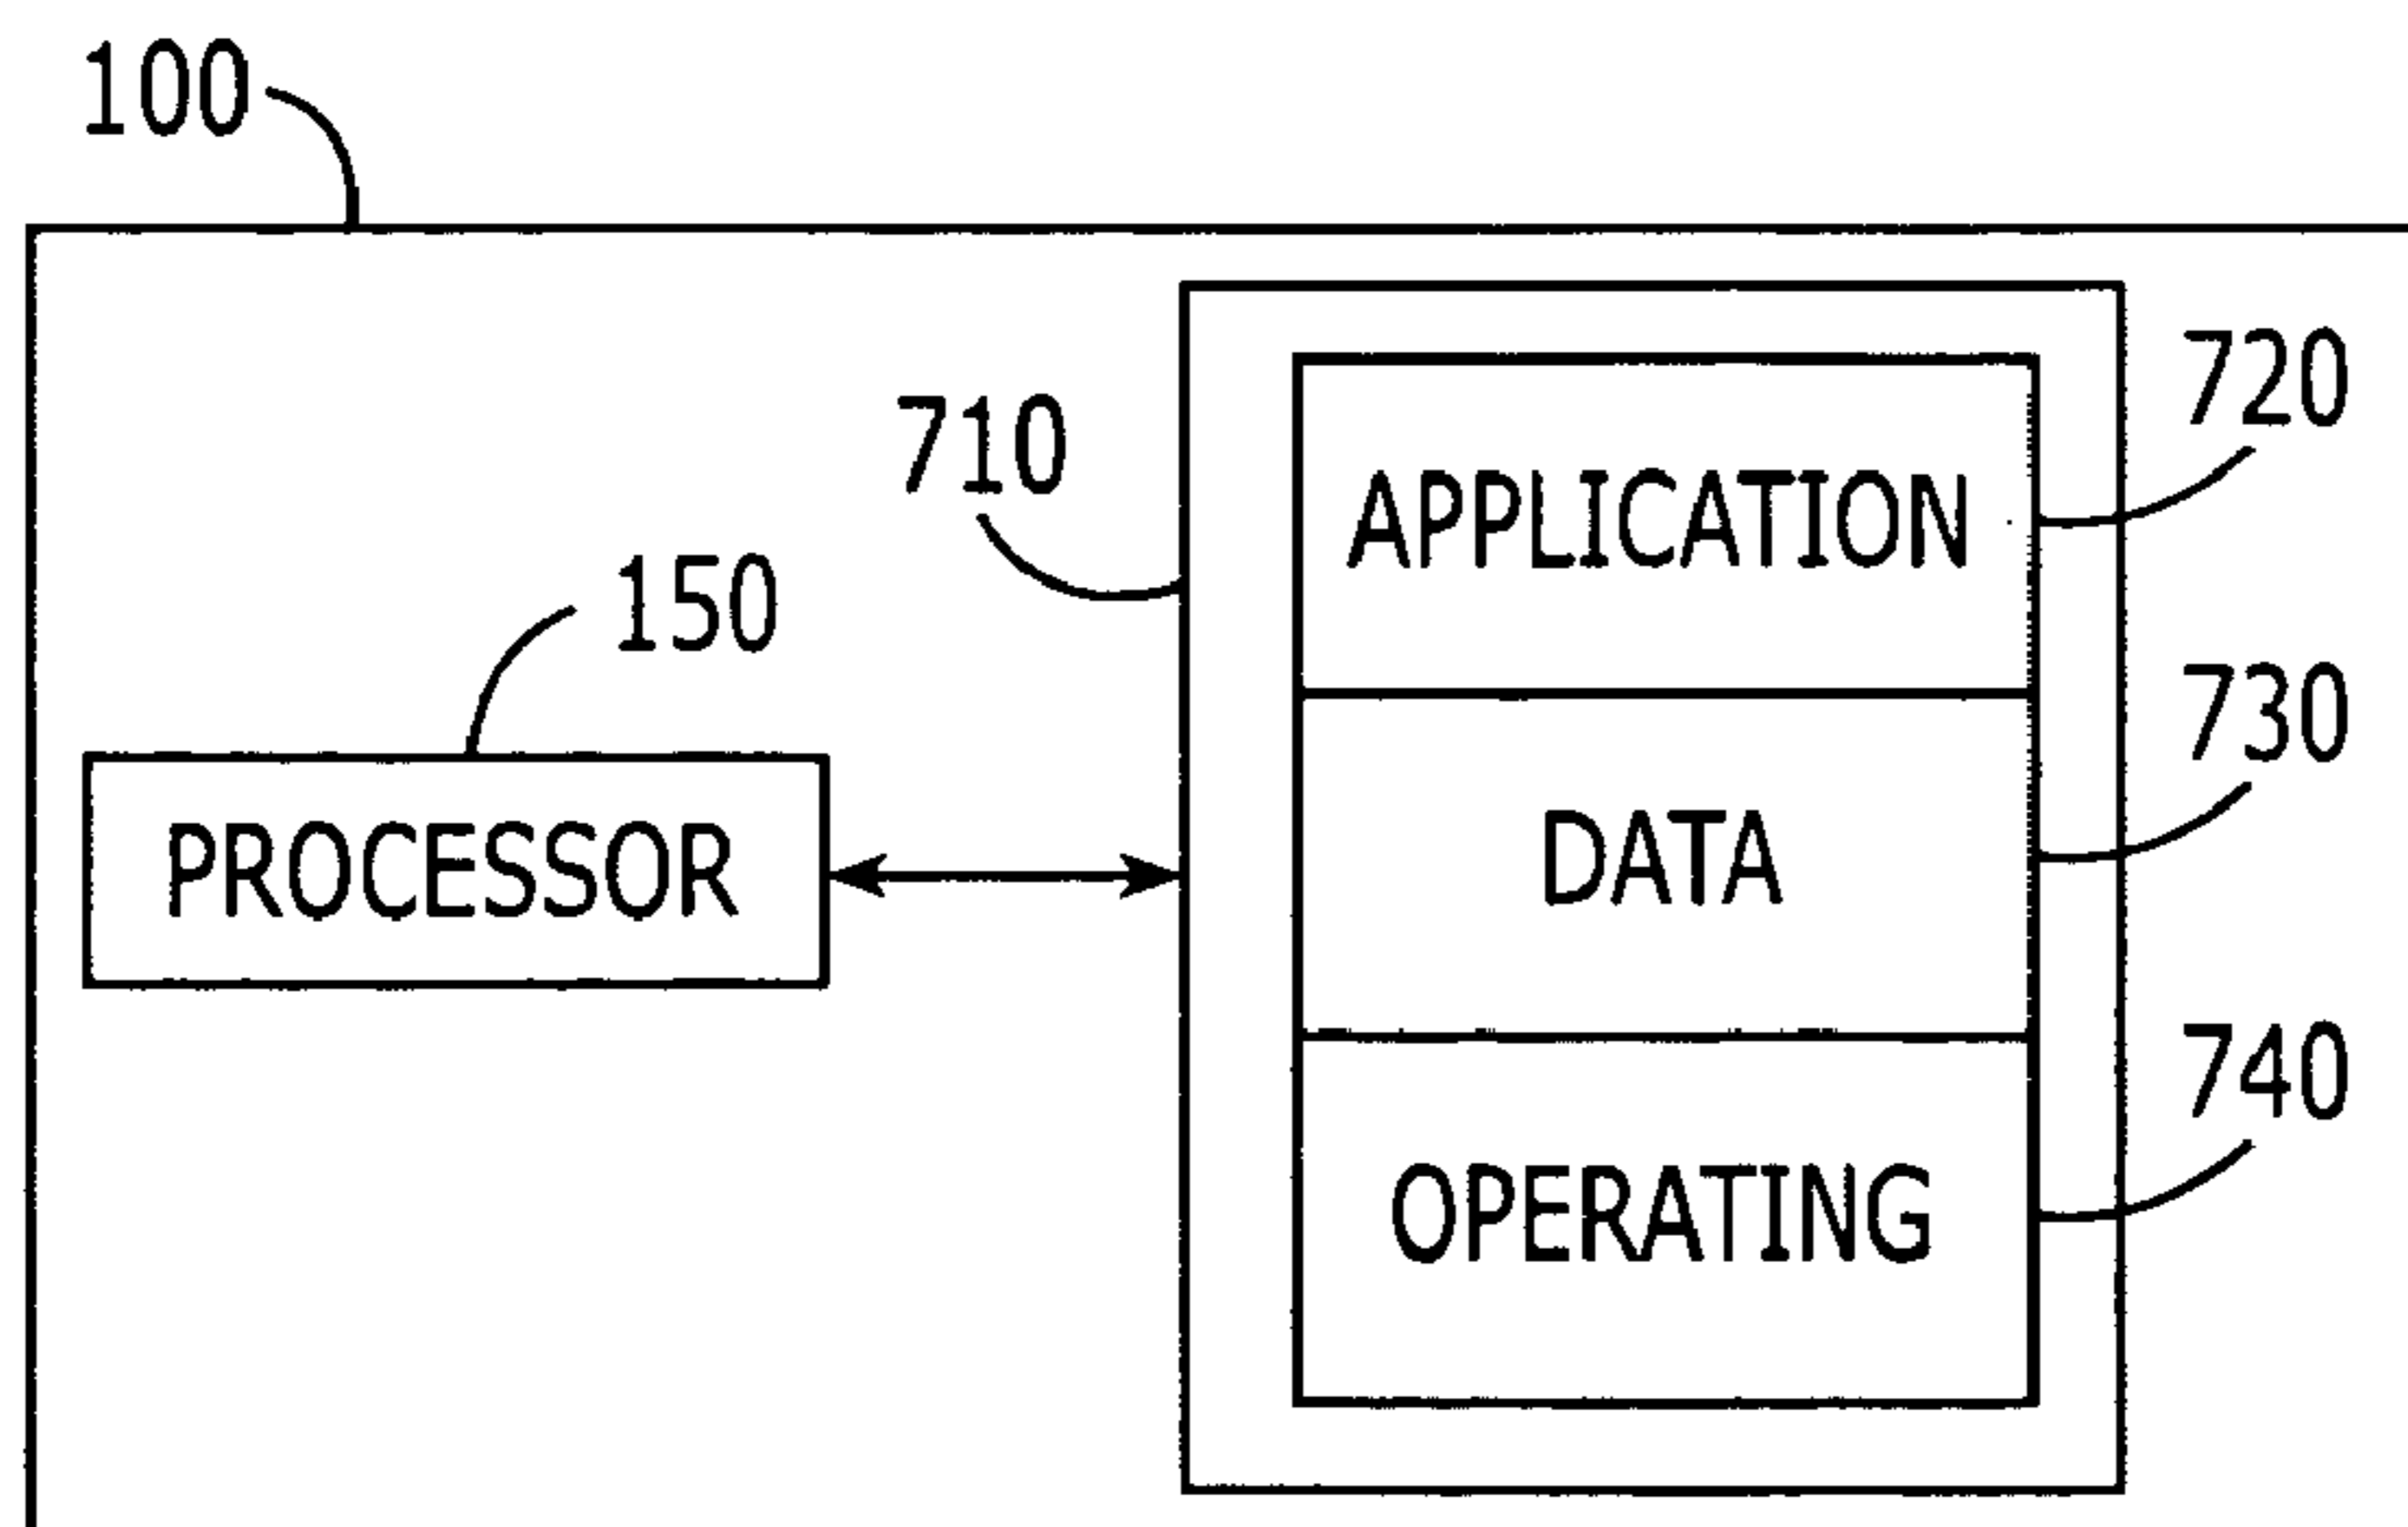 100
720
710
APPLICATION
150
730
PROCESSOR
DATA
740
OPERATING